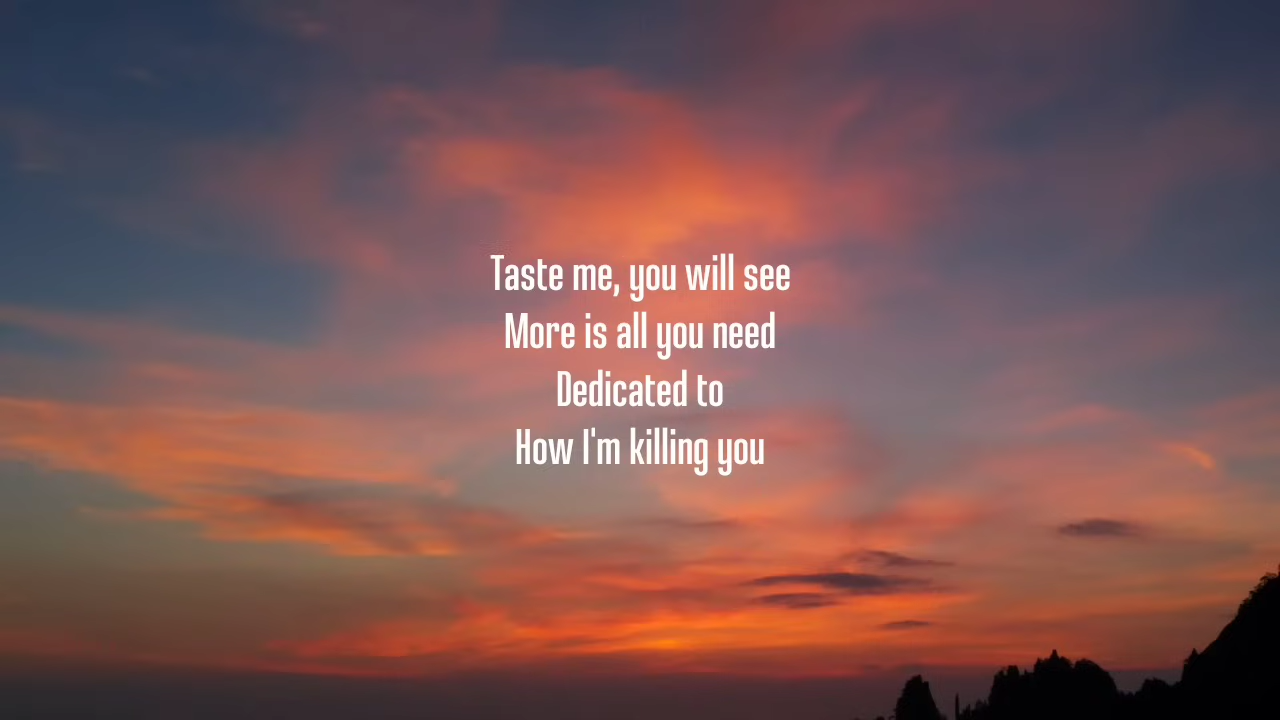 Taste me, you will see
More is all you need
Dedicated to
How I'm killing you